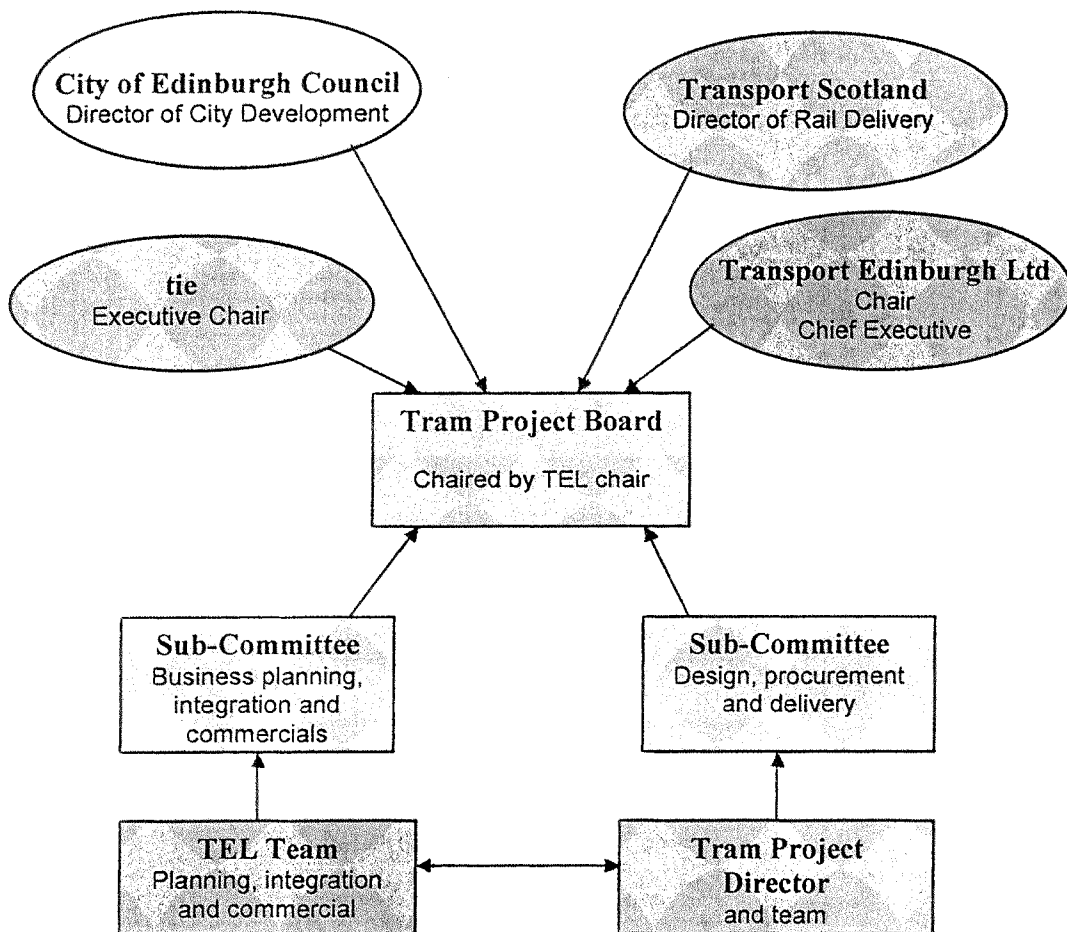 City of Edinburgh Council
Director of City Development
Transport Scotland
Director of Rail Delivery
tie
Executive Chair
Transport Edinburgh Ltd
Chair
Chief Executive
Tram Project Board
Chaired by TEL chair
Sub-Committee
Business planning,
integration and
commercials
Sub-Committee
Design, procurement
and delivery
TEL Team
Planning, integration
and commercial
Tram Project
Director
and team